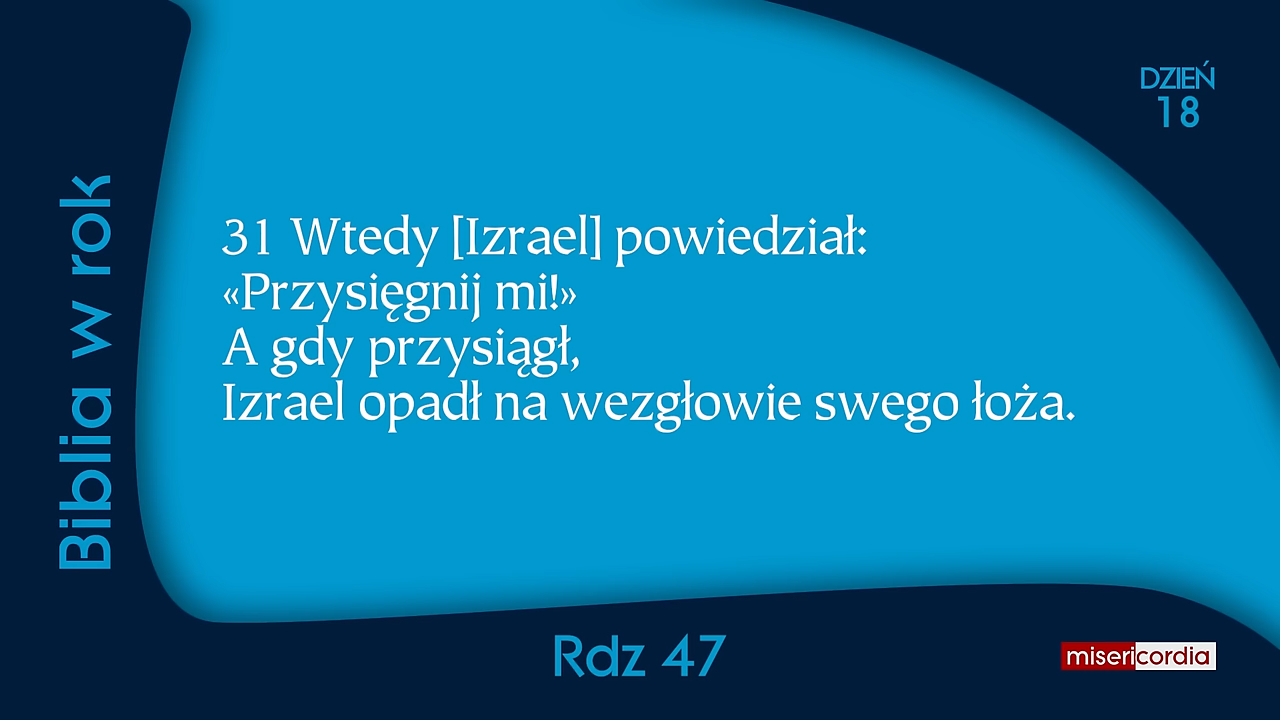 DZIEŃ
18
Biblia w rok
31 Wtedy [Izrael] powiedział:
«Przysięgnij mi!»
A gdy przysiągł,
Izrael opadł na wezgłowie swego łoża.
Rdz 47
misericordia